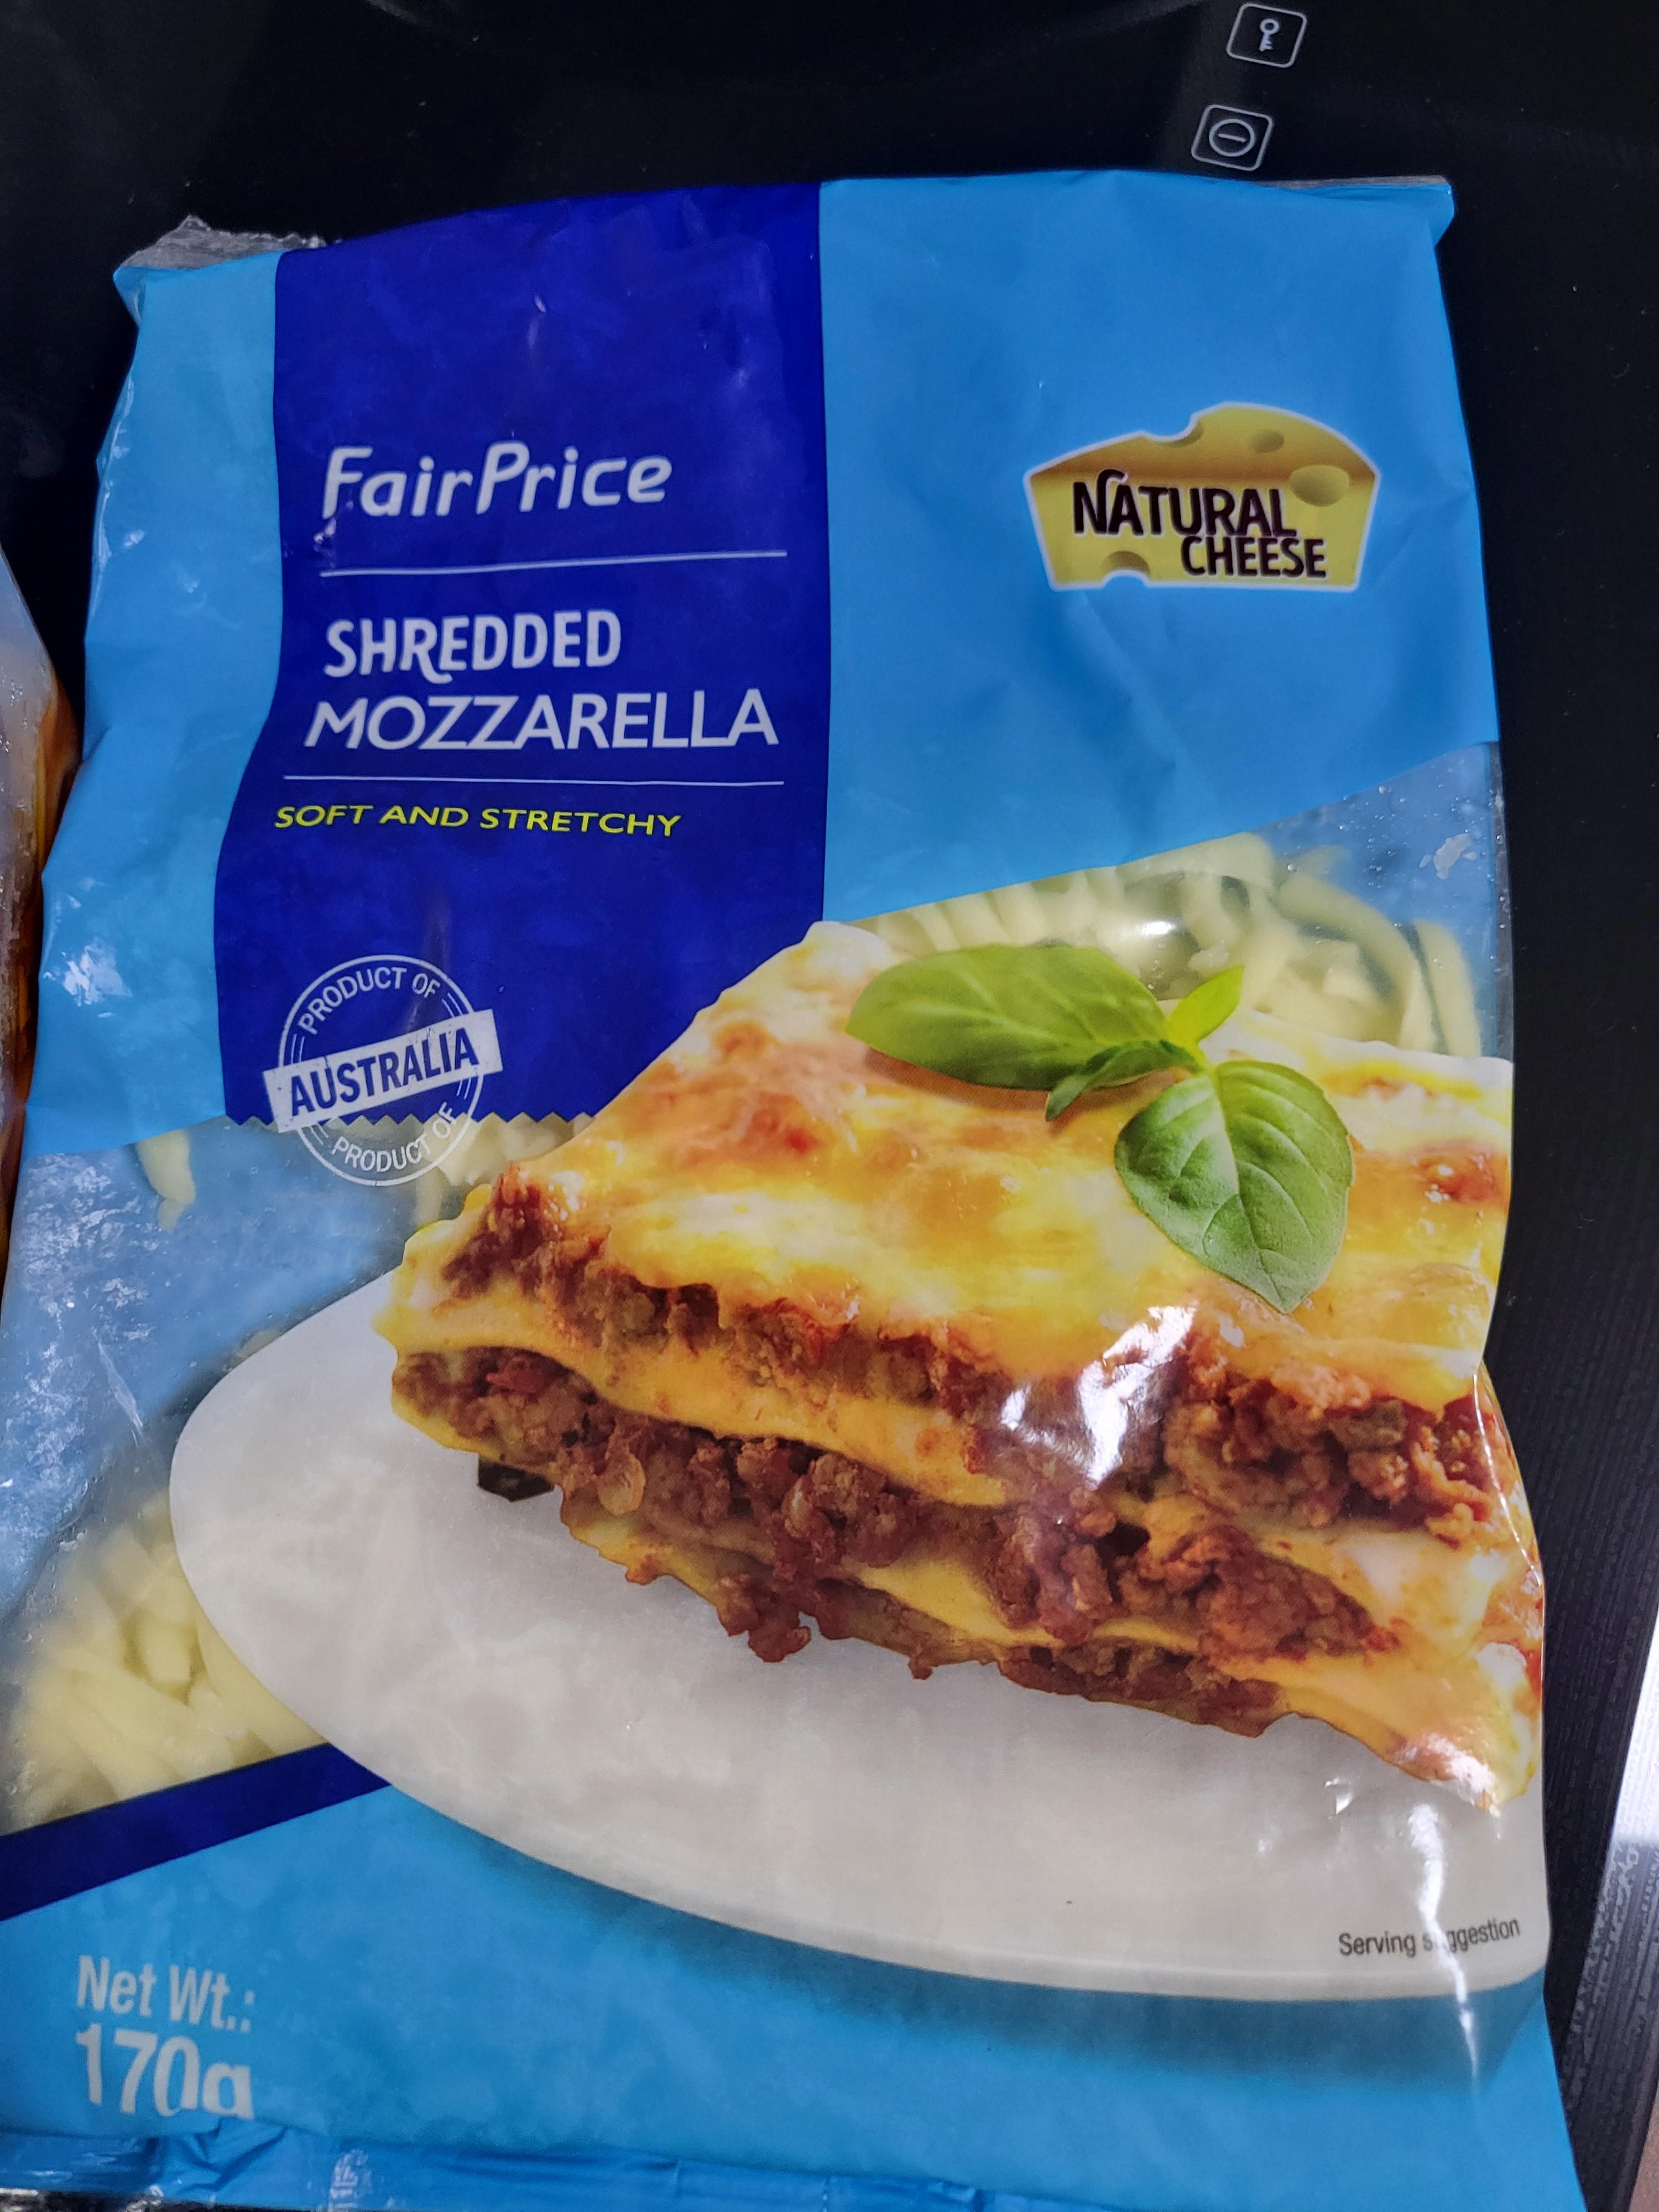 FairPrice
SHREDDED
MOZZARELLA
SOFT AND STRETCHY
NATURAL
CHEESE
PRODUCT OF
AUSTRALIA
PRODUCT OF
Serving suggestion
Net Wt.:
170g